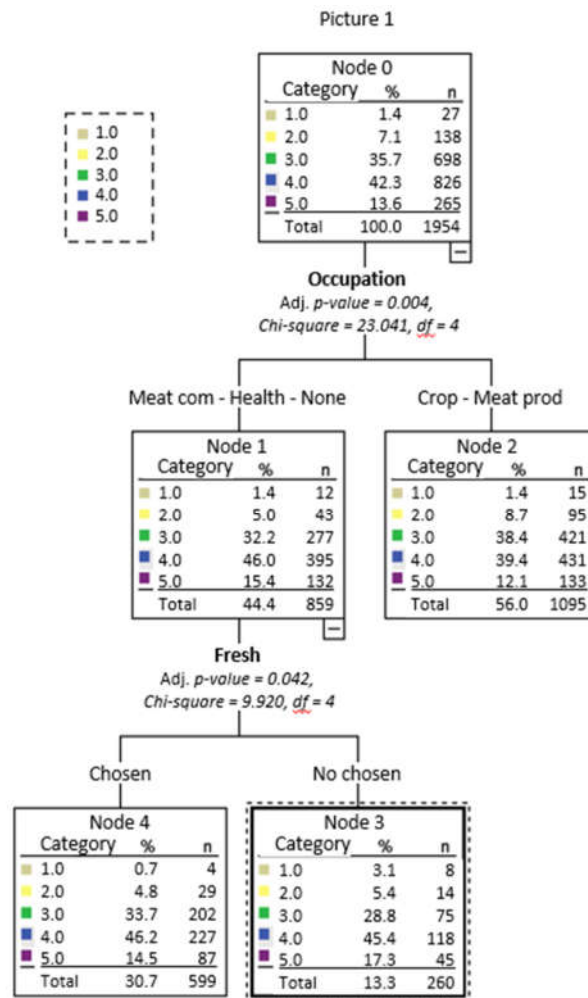 Picture 1
1.0
2.0
3.0
4.0
5.0
Node 0
Category % n
1.0 1.4 27
2.0 7.1 138
3.0 35.7 698
4.0 42.3 826
5.0 13.6 265
Total 100.0 1954
Occupation
Adj. p-value = 0.004,
Chi-square = 23.041, df = 4
Meat com - Health - None
Crop - Meat prod
Node 1
Category % n
1.0 1.4 12
2.0 5.0 43
3.0 32.2 277
4.0 46.0 395
5.0 15.4 132
Total 44.4 859
Node 2
Category % n
1.0 1.4 15
2.0 8.7 95
3.0 38.4 421
4.0 39.4 431
5.0 12.1 133
Total 56.0 1095
Fresh
Adj. p-value = 0.042,
Chi-square = 9.920, df = 4
Chosen
No chosen
Node 4
Category % n
1.0 0.7 4
2.0 4.8 29
3.0 33.7 202
4.0 46.2 227
5.0 14.5 87
Total 30.7 599
Node 3
Category % n
1.0 3.1 8
2.0 5.4 14
3.0 28.8 75
4.0 45.4 118
5.0 17.3 45
Total 13.3 260